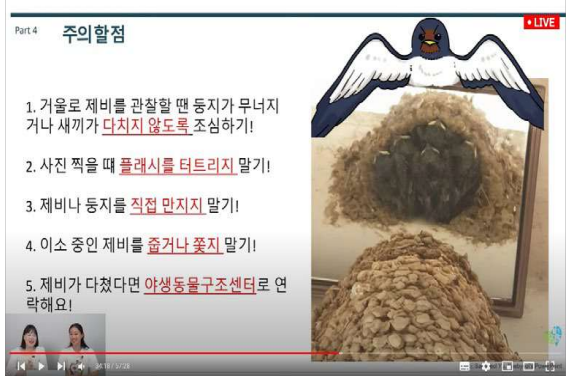 Part 4
주의할점
• LIVE
1. 거울로 제비를 관찰할 땐 둥지가 무너지
거나 새끼가 다치지 않도록 조심하기!
2. 사진 찍을 떄 플래시를 터트리지 말기!
3. 제비나 둥지를 직접 만지지 말기!
4. 이소 중인 제비를 줍거나 쫓지 말기!
5. 제비가 다쳤다면 야생동물구조센터로 연
락해요!